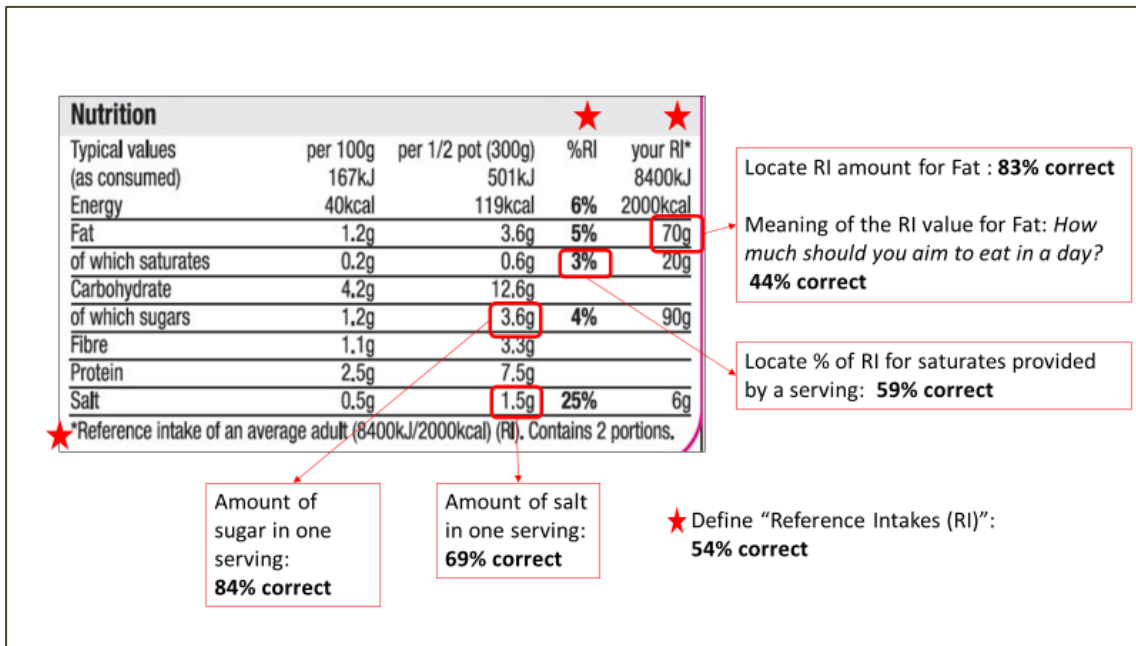 Nutrition
Typical values per 100g per 1/2 pot (300g) %RI your RI*
(as consumed) 167kJ 501kJ 8400kJ
Energy 40kcal 119kcal 6% 2000kcal
Fat 1.2g 3.6g 5% 70g
of which saturates 0.2g 0.6g 3% 20g
Carbohydrate 4.2g 12.6g
of which sugars 1.2g 3.6g 4% 90g
Fibre 1.1g 3.3g
Protein 2.5g 7.5g
Salt 0.5g 1.5g 25% 6g
*Reference intake of an average adult (8400kJ/2000kcal) (RI). Contains 2 portions.
Locate RI amount for Fat : 83% correct
Meaning of the RI value for Fat: How
much should you aim to eat in a day?
44% correct
Locate % of RI for saturates provided
by a serving: 59% correct
Amount of
sugar in one
serving:
84% correct
Amount of salt
in one serving:
69% correct
Define “Reference Intakes (RI)”:
54% correct